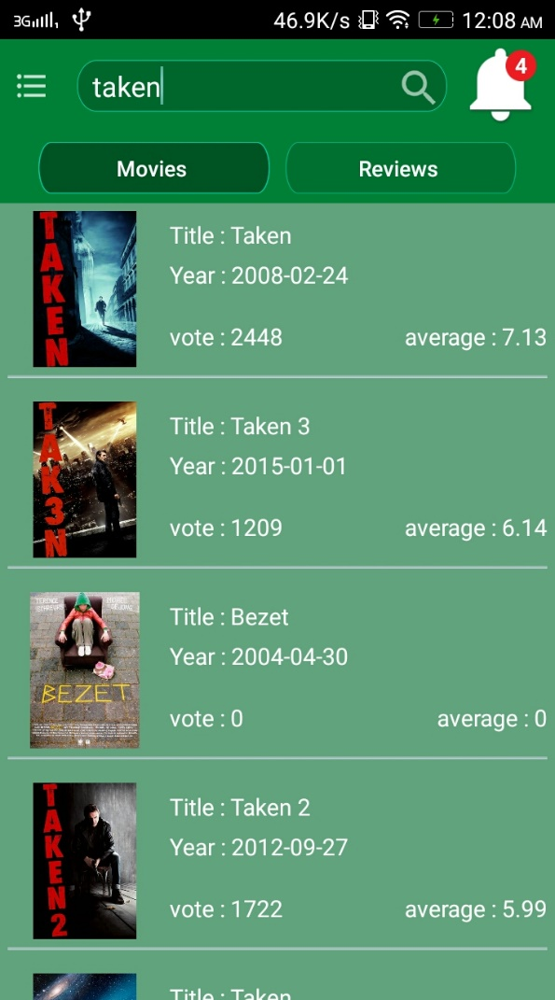 3G 46.9K/s 12:08 AM
taken
4
Movies Reviews
TAKEN
Title : Taken
Year : 2008-02-24
vote : 2448 average : 7.13
TAK3N
Title : Taken 3
Year : 2015-01-01
vote : 1209 average : 6.14
BEZET
Title : Bezet
Year : 2004-04-30
vote : 0 average : 0
TAKEN 2
Title : Taken 2
Year : 2012-09-27
vote : 1722 average : 5.99
Title : Taken